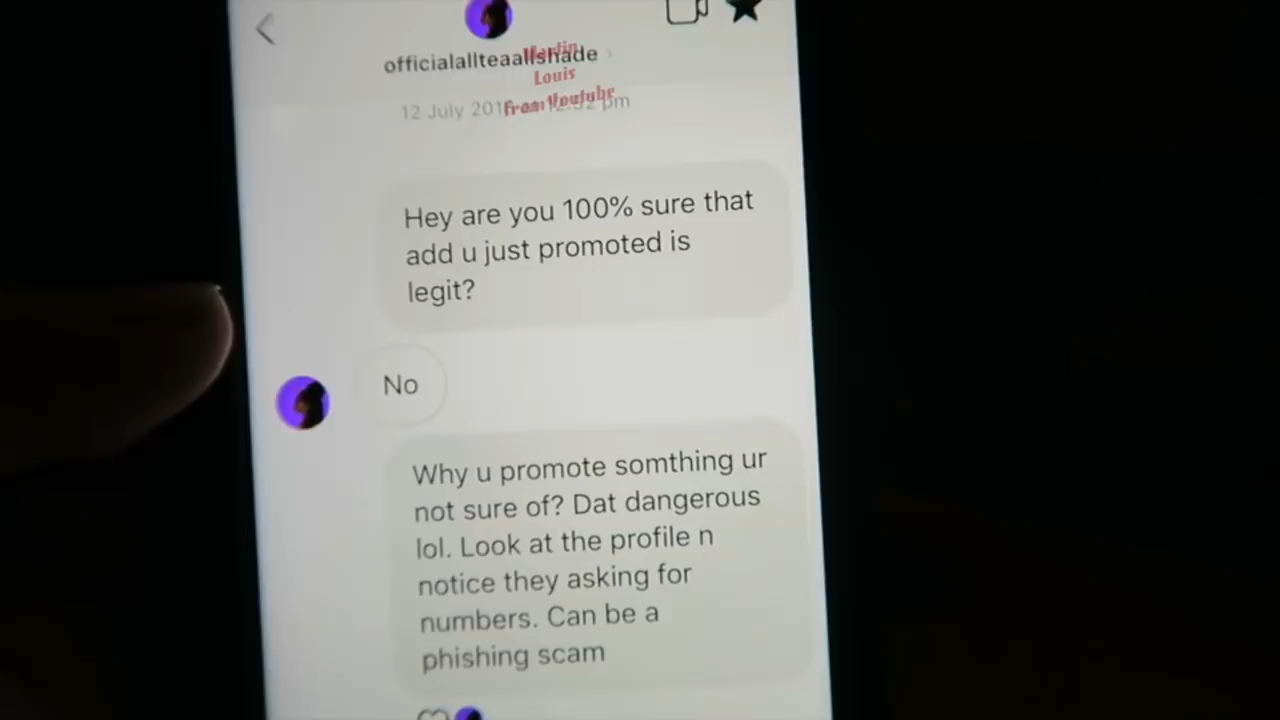 officialallteaallshade
Martin
Louis
from Youtube
12 July 201 pm
Hey are you 100% sure that
add u just promoted is
legit?
No
Why u promote somthing ur
not sure of? Dat dangerous
lol. Look at the profile n
notice they asking for
numbers. Can be a
phishing scam